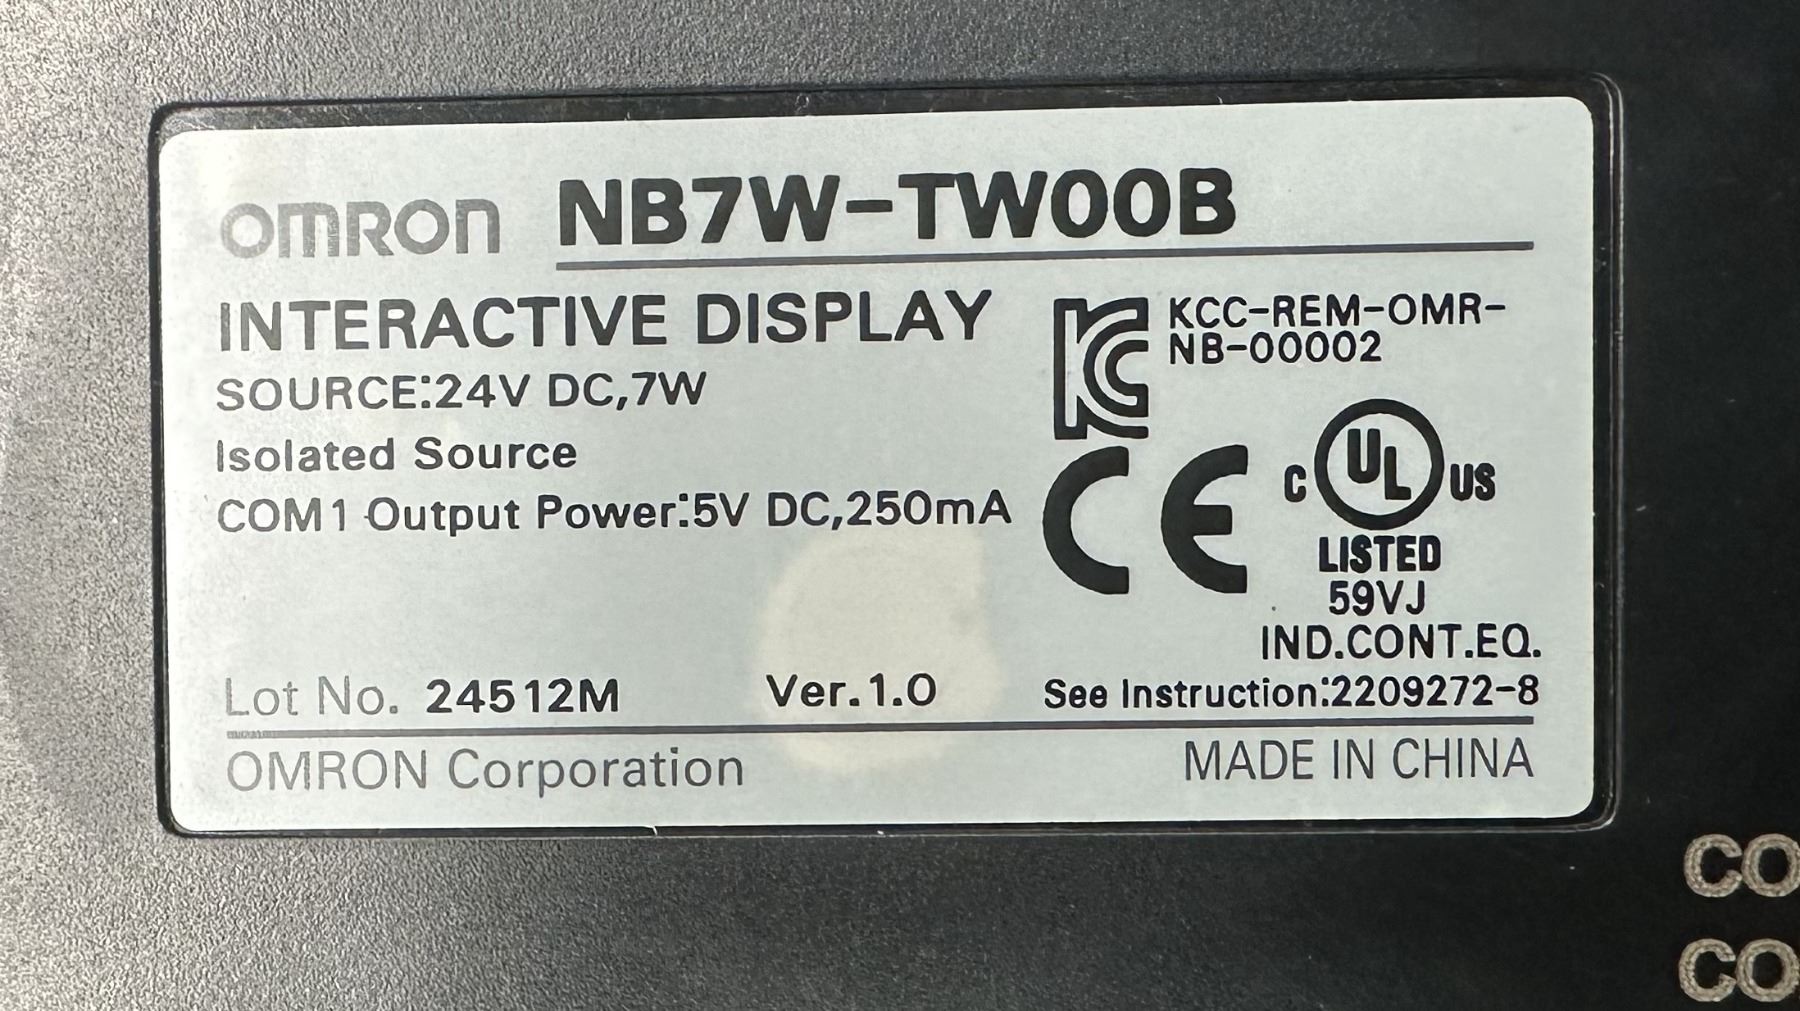 OMRON NB7W-TW00B
INTERACTIVE DISPLAY
KCC-REM-OMR-
NB-00002
SOURCE:24V DC,7W
Isolated Source
COM1 Output Power:5V DC,250mA
CE
C UL US
LISTED
59VJ
IND.CONT.EQ.
Lot No. 24512M Ver.1.0 See Instruction:2209272-8
OMRON Corporation MADE IN CHINA
CO
CO